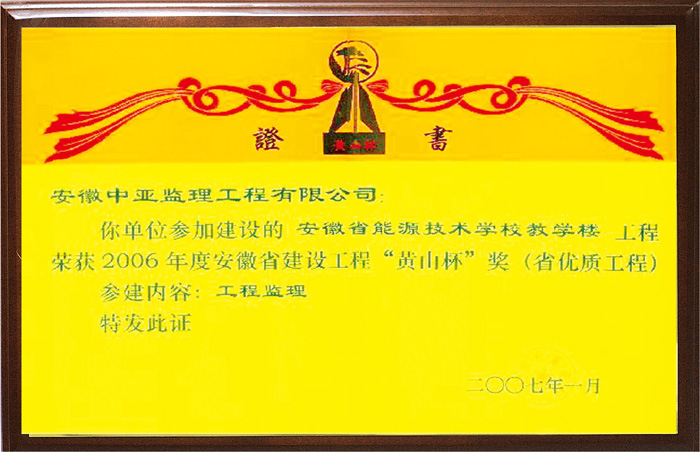 黄山杯
證書
安徽中亚监理工程有限公司:
你单位参加建设的 安徽省能源技术学校教学楼 工程
荣获2006年度安徽省建设工程“黄山杯”奖（省优质工程）
参建内容：工程监理
特发此证
二〇〇七年一月